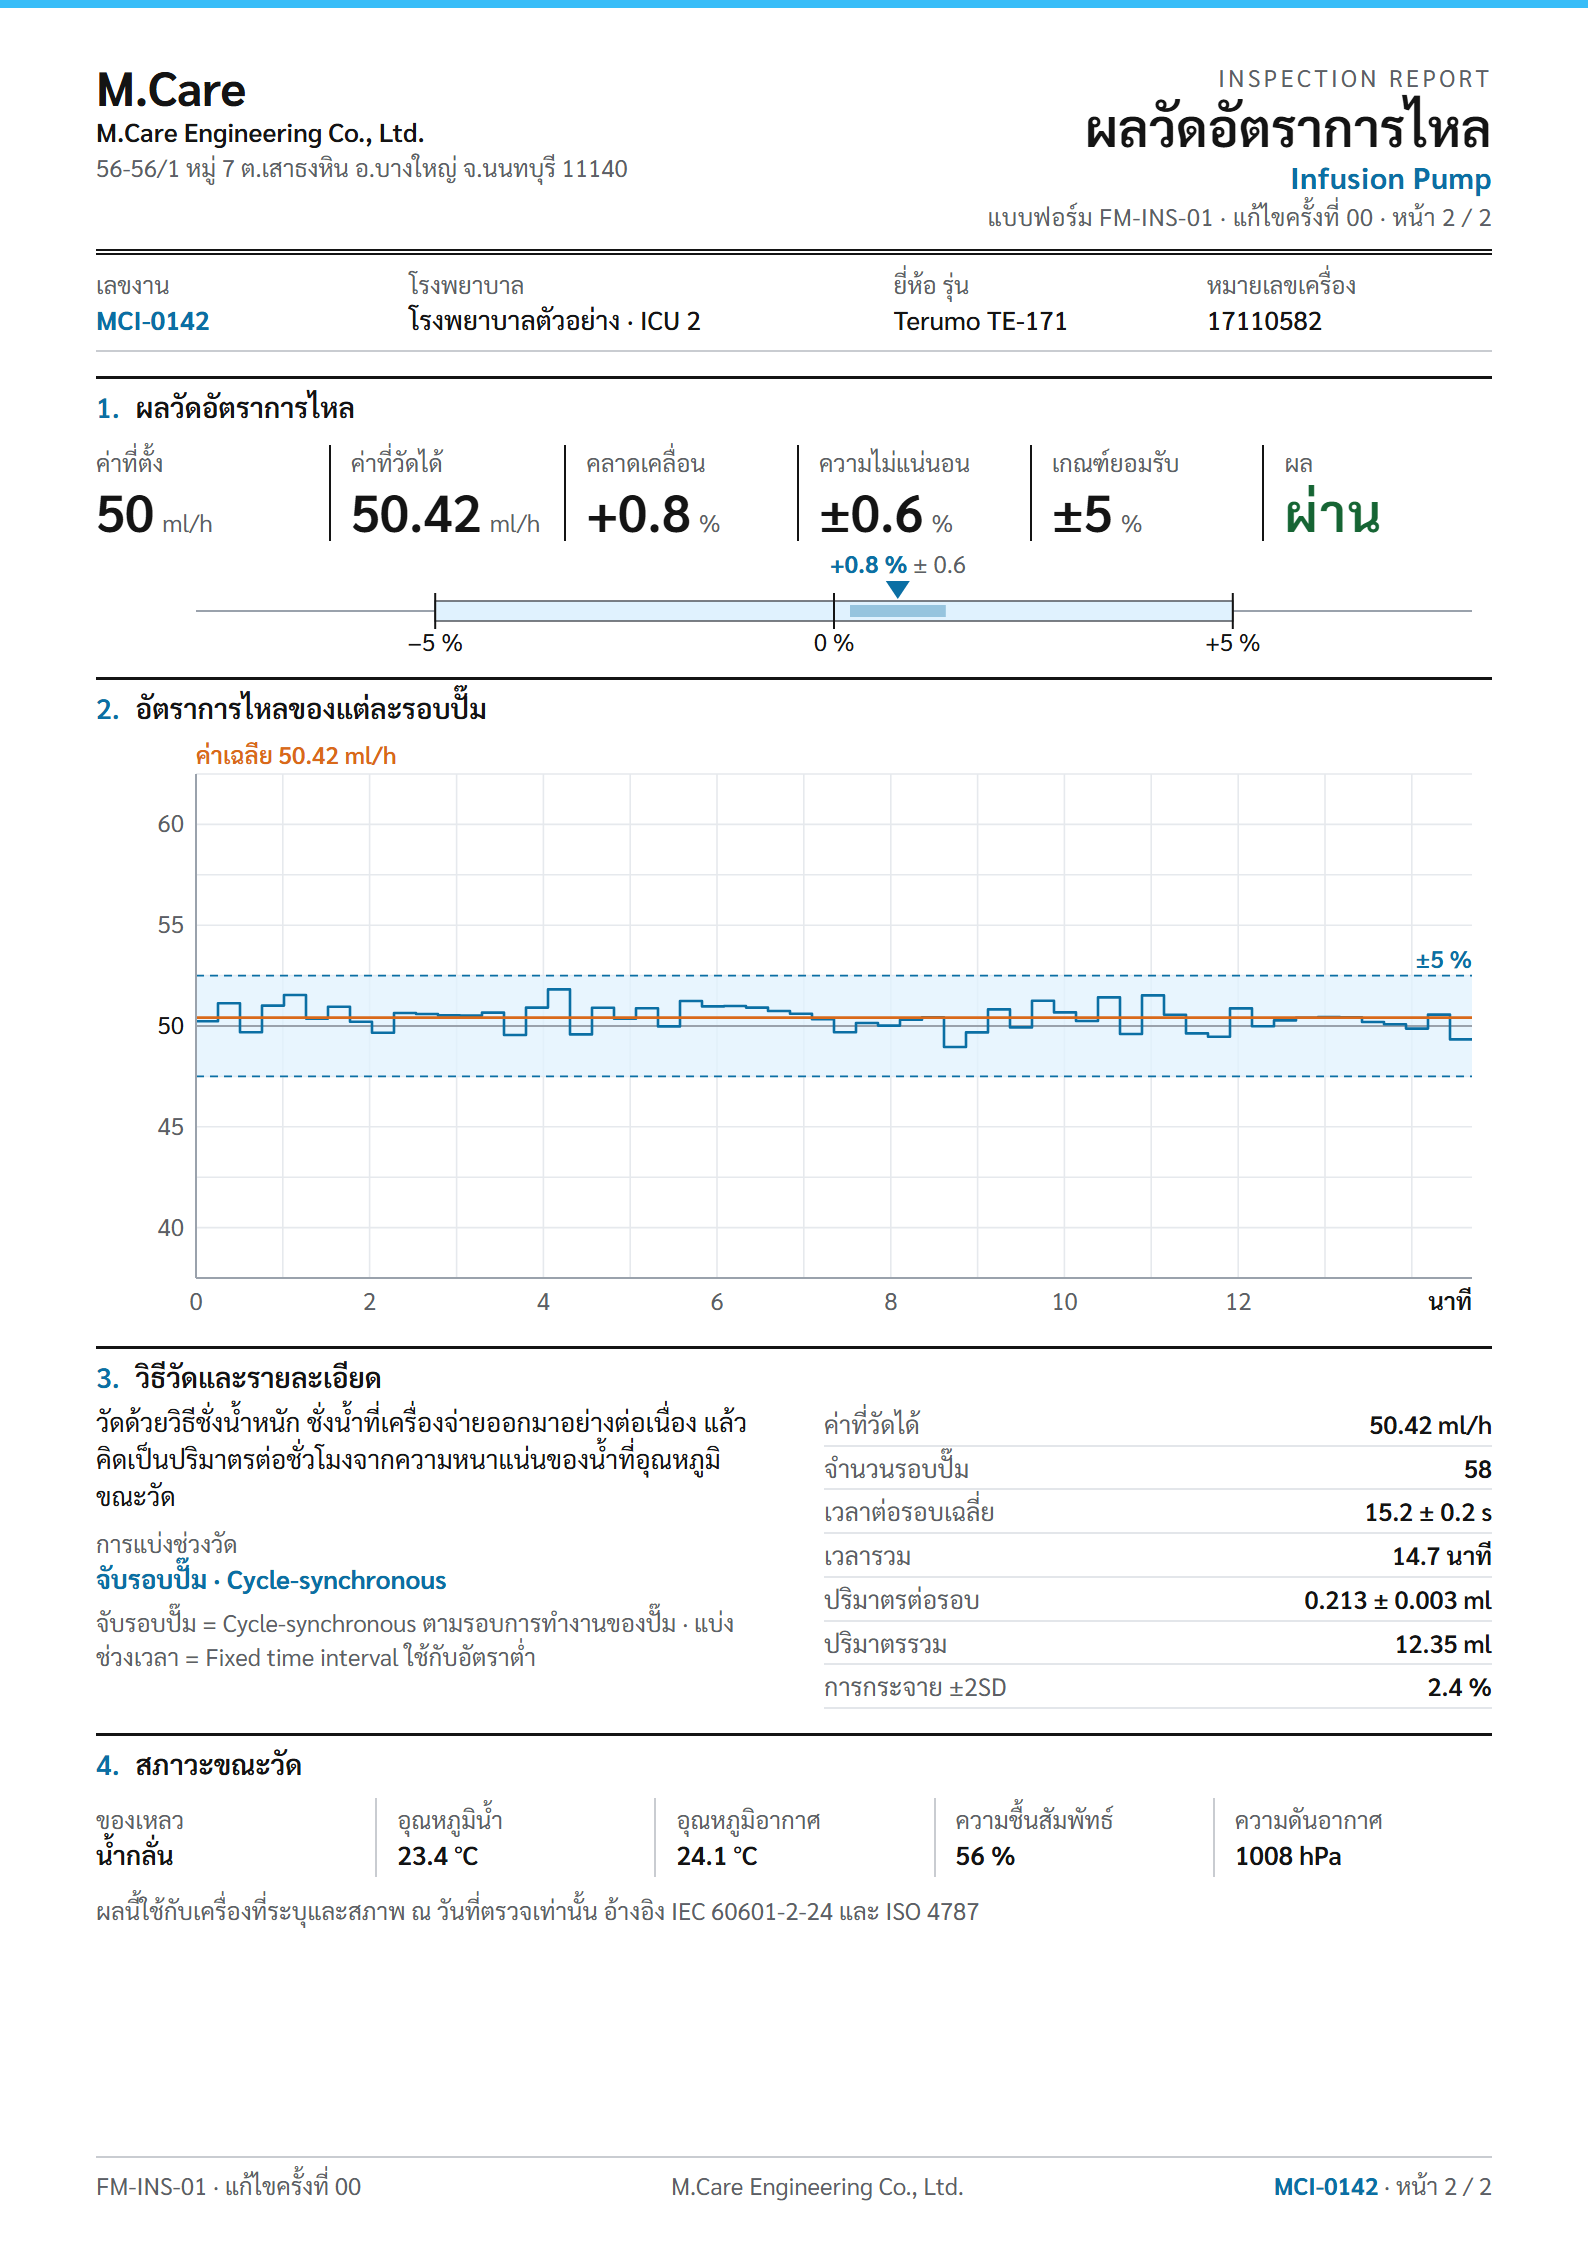 M.Care
M.Care Engineering Co., Ltd.
56-56/1 หมู่ 7 ต.เสาธงหิน อ.บางใหญ่ จ.นนทบุรี 11140
INSPECTION REPORT
ผลวัดอัตราการไหล
Infusion Pump
แบบฟอร์ม FM-INS-01 · แก้ไขครั้งที่ 00 · หน้า 2 / 2
เลขงาน
MCI-0142
โรงพยาบาล
โรงพยาบาลตัวอย่าง · ICU 2
ยี่ห้อ รุ่น
Terumo TE-171
หมายเลขเครื่อง
17110582
1. ผลวัดอัตราการไหล
ค่าที่ตั้ง
50 ml/h
ค่าที่วัดได้
50.42 ml/h
คลาดเคลื่อน
+0.8 %
ความไม่แน่นอน
±0.6 %
เกณฑ์ยอมรับ
±5 %
ผล
ผ่าน
+0.8 % ± 0.6
−5 %
0 %
+5 %
2. อัตราการไหลของแต่ละรอบปั๊ม
ค่าเฉลี่ย 50.42 ml/h
60
55
±5 %
50
45
40
0 2 4 6 8 10 12 นาที
3. วิธีวัดและรายละเอียด
วัดด้วยวิธีชั่งน้ำหนัก ชั่งน้ำที่เครื่องจ่ายออกมาอย่างต่อเนื่อง แล้ว
คิดเป็นปริมาตรต่อชั่วโมงจากความหนาแน่นของน้ำที่อุณหภูมิ
ขณะวัด
การแบ่งช่วงวัด
จับรอบปั๊ม · Cycle-synchronous
จับรอบปั๊ม = Cycle-synchronous ตามรอบการทำงานของปั๊ม · แบ่ง
ช่วงเวลา = Fixed time interval ใช้กับอัตราต่ำ
ค่าที่วัดได้ 50.42 ml/h
จำนวนรอบปั๊ม 58
เวลาต่อรอบเฉลี่ย 15.2 ± 0.2 s
เวลารวม 14.7 นาที
ปริมาตรต่อรอบ 0.213 ± 0.003 ml
ปริมาตรรวม 12.35 ml
การกระจาย ±2SD 2.4 %
4. สภาวะขณะวัด
ของเหลว
น้ำกลั่น
อุณหภูมิน้ำ
23.4 °C
อุณหภูมิอากาศ
24.1 °C
ความชื้นสัมพัทธ์
56 %
ความดันอากาศ
1008 hPa
ผลนี้ใช้กับเครื่องที่ระบุและสภาพ ณ วันที่ตรวจเท่านั้น อ้างอิง IEC 60601-2-24 และ ISO 4787
FM-INS-01 · แก้ไขครั้งที่ 00
M.Care Engineering Co., Ltd.
MCI-0142 · หน้า 2 / 2